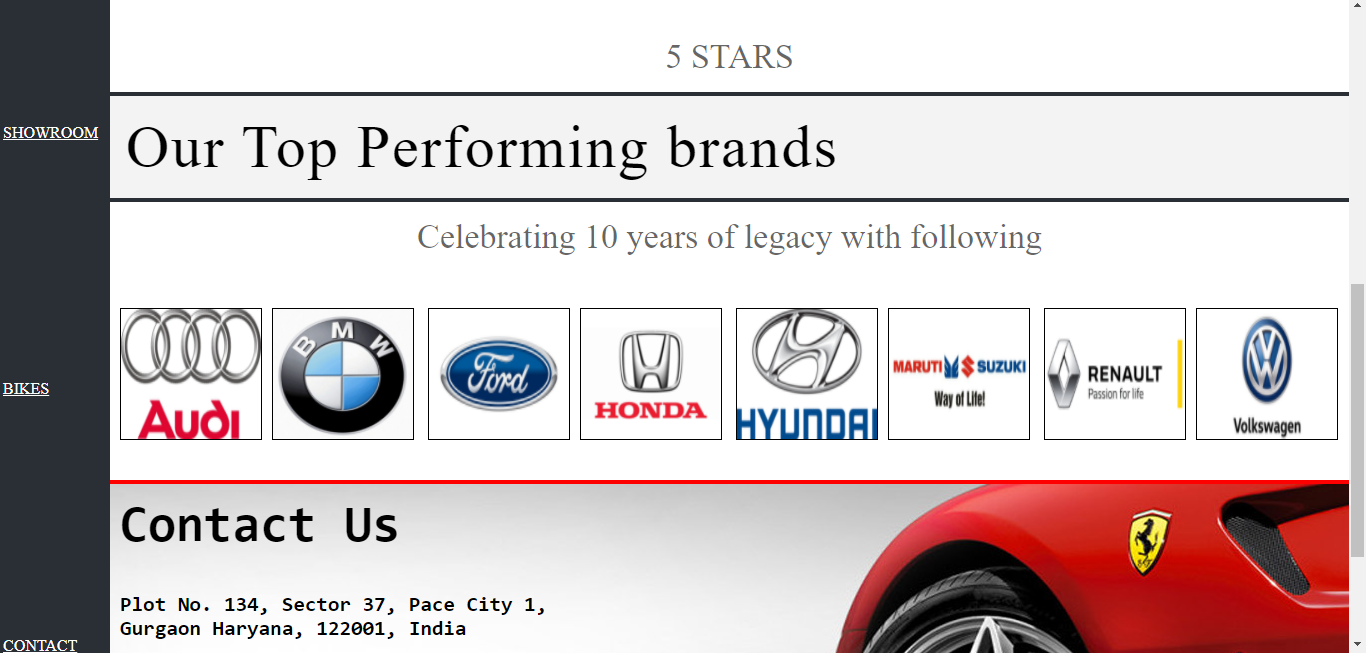 5 STARS
SHOWROOM
Our Top Performing brands
Celebrating 10 years of legacy with following
BIKES
Audi
BMW
Ford
HONDA
HYUNDAI
MARUTI SUZUKI
Way of Life!
RENAULT
Passion for life
Volkswagen
Contact Us
Plot No. 134, Sector 37, Pace City 1,
Gurgaon Haryana, 122001, India
CONTACT